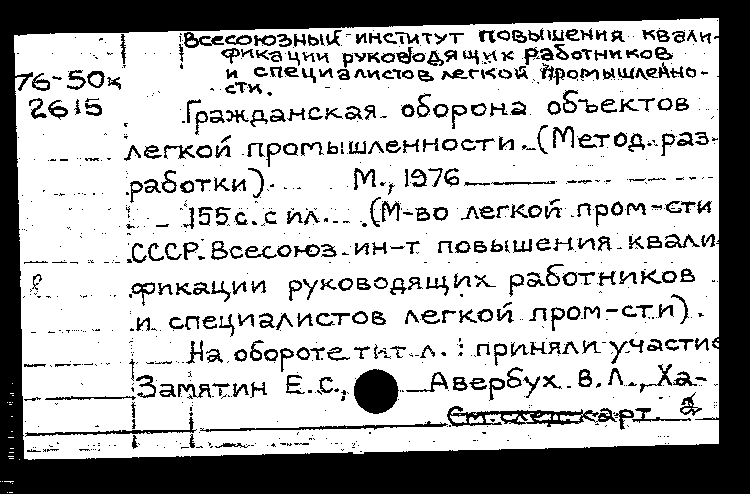 Всесоюзный институт повышения квали-
фикации руководящих работников
и специалистов легкой промышленно-
сти.
76-50к
2615
Гражданская оборона объектов
легкой промышленности. (Метод. раз-
работки). М., 1976
155 с. с ил. (М-во легкой пром-сти
СССР. Всесоюз. ин-т повышения квали-
фикации руководящих работников
8
и специалистов легкой пром-сти).
На обороте тит. л.: приняли участие
Замятин Е.С., Авербух В.Л., Ха-
См. след. карт.